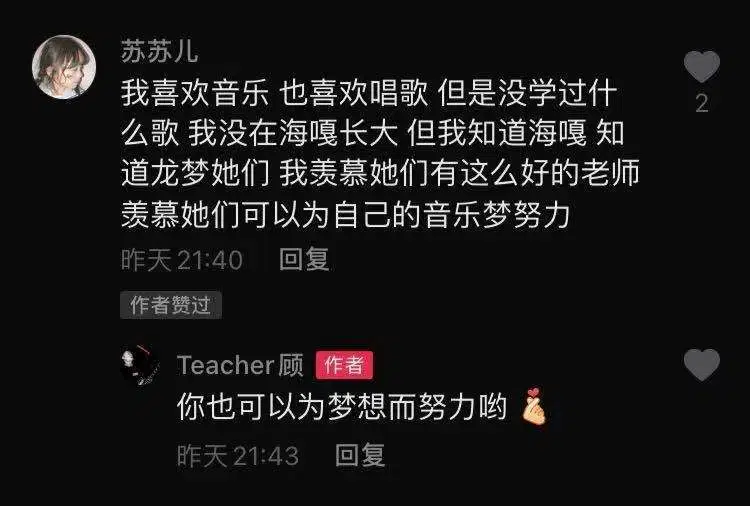 苏苏儿
我喜欢音乐 也喜欢唱歌 但是没学过什
么歌 我没在海嘎长大 但我知道海嘎 知
道龙梦她们 我羡慕她们有这么好的老师
羡慕她们可以为自己的音乐梦努力
2
昨天 21:40 回复
作者赞过
Teacher顾 作者
你也可以为梦想而努力哟
昨天 21:43 回复